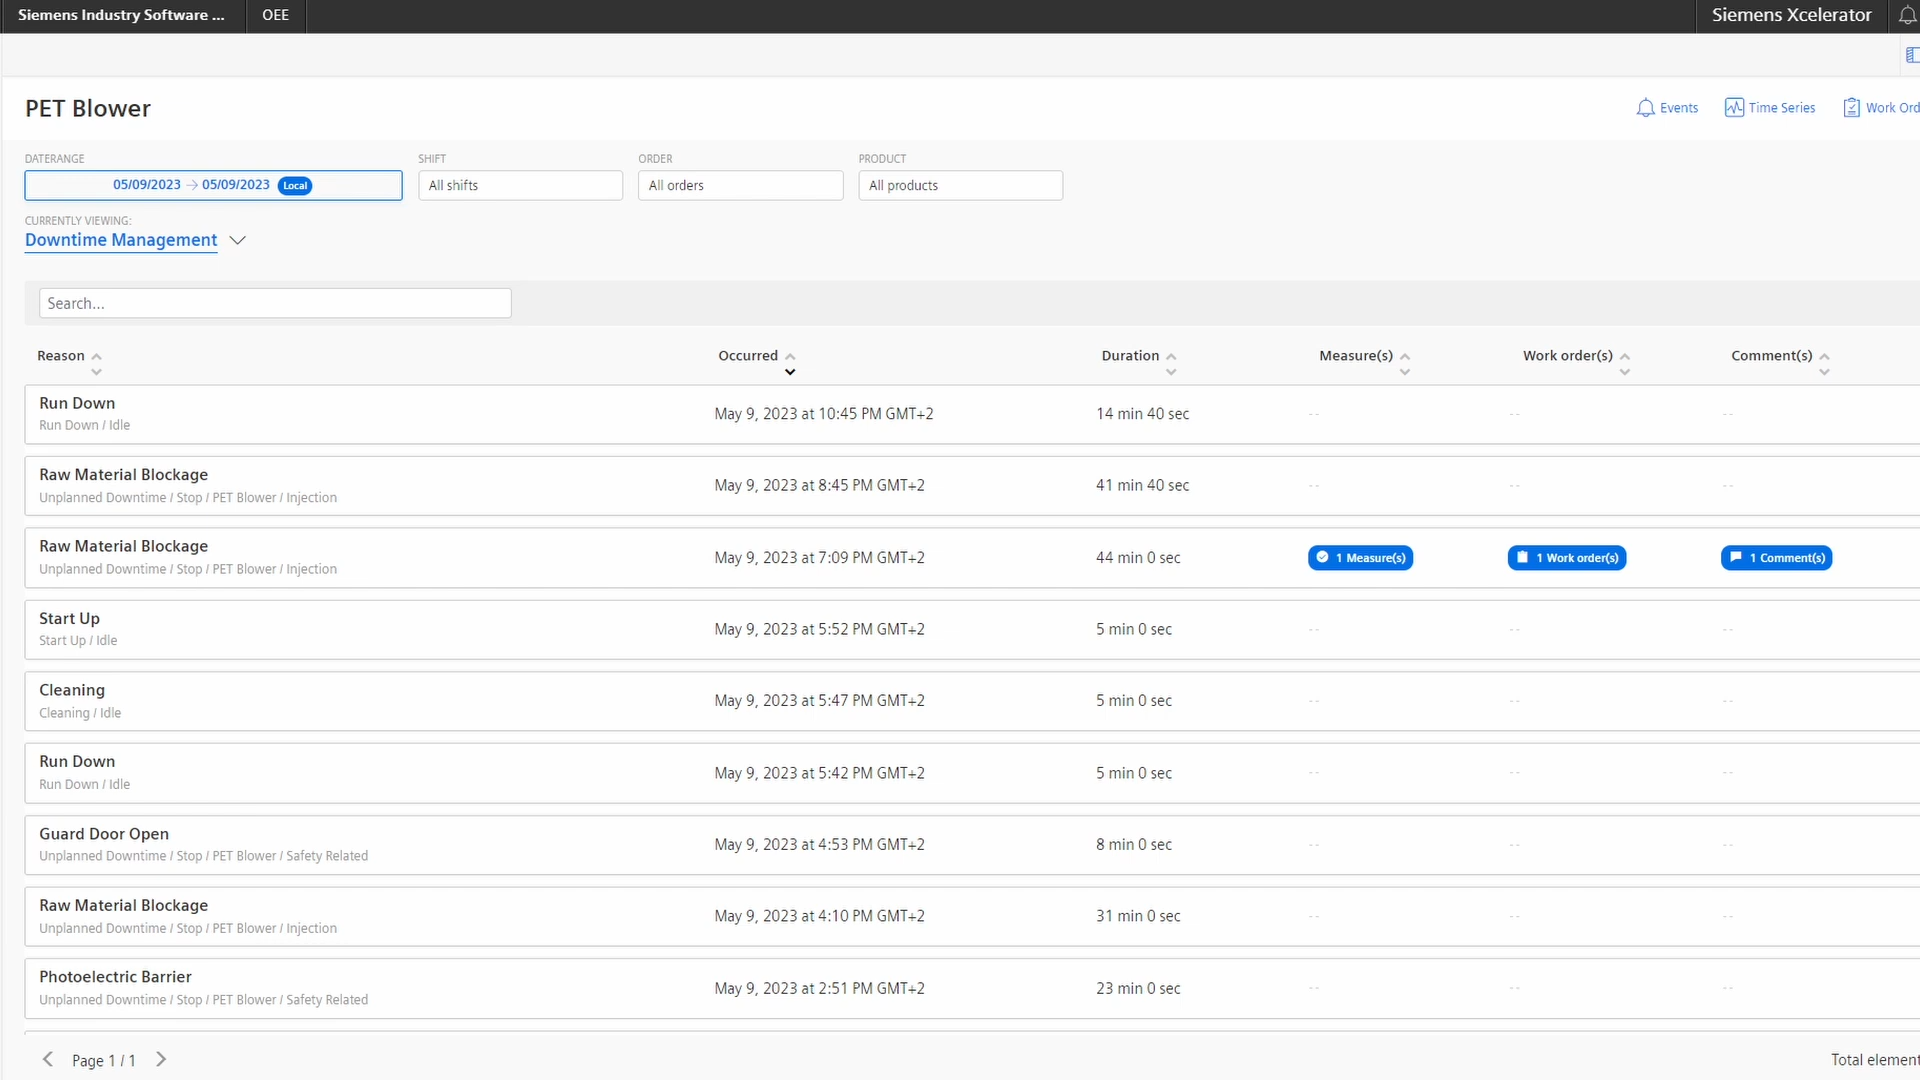 Siemens Industry Software ... OEE Siemens Xcelerator
PET Blower Events Time Series Work Ord
DATERANGE SHIFT ORDER PRODUCT
05/09/2023 → 05/09/2023 Local All shifts All orders All products
CURRENTLY VIEWING:
Downtime Management
Search...
Reason Occurred Duration Measure(s) Work order(s) Comment(s)
Run Down
Run Down / Idle
May 9, 2023 at 10:45 PM GMT+2 14 min 40 sec -- -- --
Raw Material Blockage
Unplanned Downtime / Stop / PET Blower / Injection
May 9, 2023 at 8:45 PM GMT+2 41 min 40 sec -- -- --
Raw Material Blockage
Unplanned Downtime / Stop / PET Blower / Injection
May 9, 2023 at 7:09 PM GMT+2 44 min 0 sec 1 Measure(s) 1 Work order(s) 1 Comment(s)
Start Up
Start Up / Idle
May 9, 2023 at 5:52 PM GMT+2 5 min 0 sec -- -- --
Cleaning
Cleaning / Idle
May 9, 2023 at 5:47 PM GMT+2 5 min 0 sec -- -- --
Run Down
Run Down / Idle
May 9, 2023 at 5:42 PM GMT+2 5 min 0 sec -- -- --
Guard Door Open
Unplanned Downtime / Stop / PET Blower / Safety Related
May 9, 2023 at 4:53 PM GMT+2 8 min 0 sec -- -- --
Raw Material Blockage
Unplanned Downtime / Stop / PET Blower / Injection
May 9, 2023 at 4:10 PM GMT+2 31 min 0 sec -- -- --
Photoelectric Barrier
Unplanned Downtime / Stop / PET Blower / Safety Related
May 9, 2023 at 2:51 PM GMT+2 23 min 0 sec -- -- --
Page 1 / 1 Total element